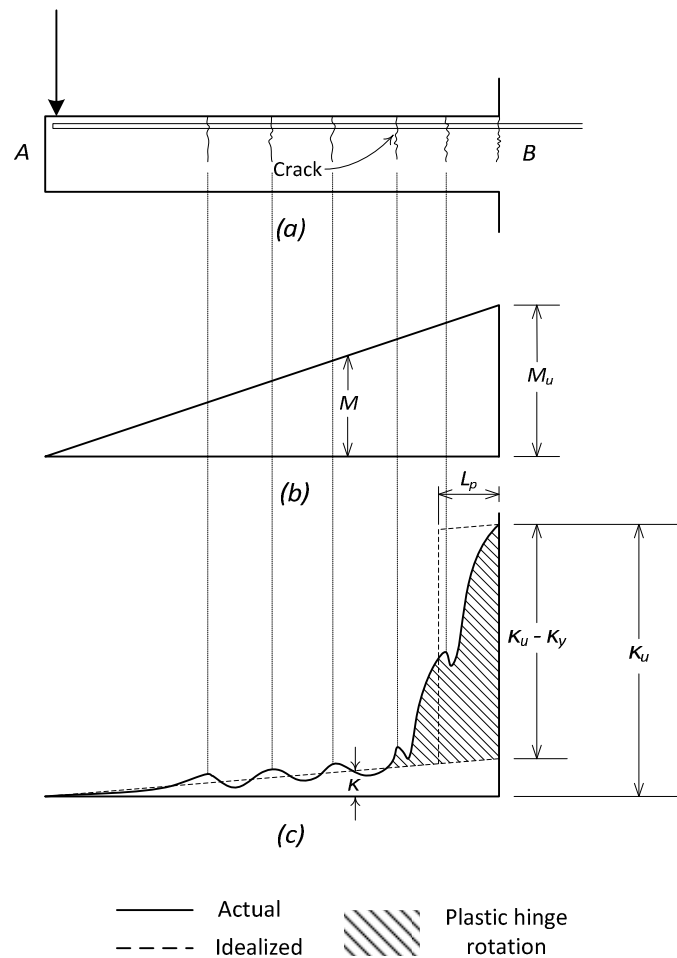 A
B
Crack
(a)
M
M_u
(b)
L_p
κ_u - κ_y
κ_u
κ
(c)
Actual
Idealized
Plastic hinge
rotation